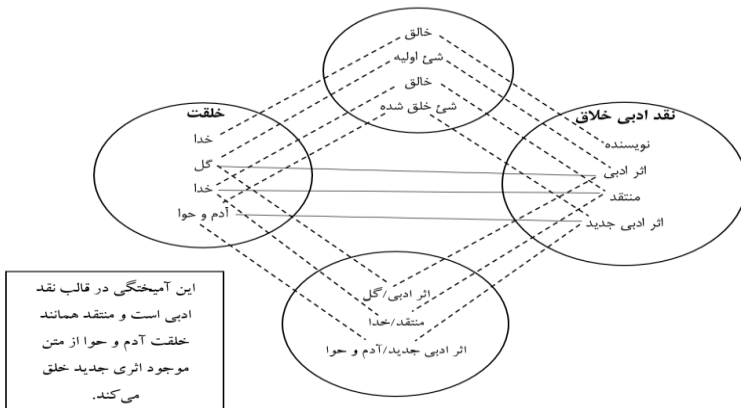 خالق
شئ اولیه
خالق
شئ خلق شده
نقد ادبی خلاق
نویسنده
اثر ادبی
منتقد
اثر ادبی جدید
خلقت
خدا
گل
خدا
آدم و حوا
اثر ادبی/گل
منتقد/خدا
اثر ادبی جدید/آدم و حوا
این آمیختگی در قالب نقد
ادبی است و منتقد همانند
خلقت آدم و حوا از متن
موجود اثری جدید خلق
می‌کند.